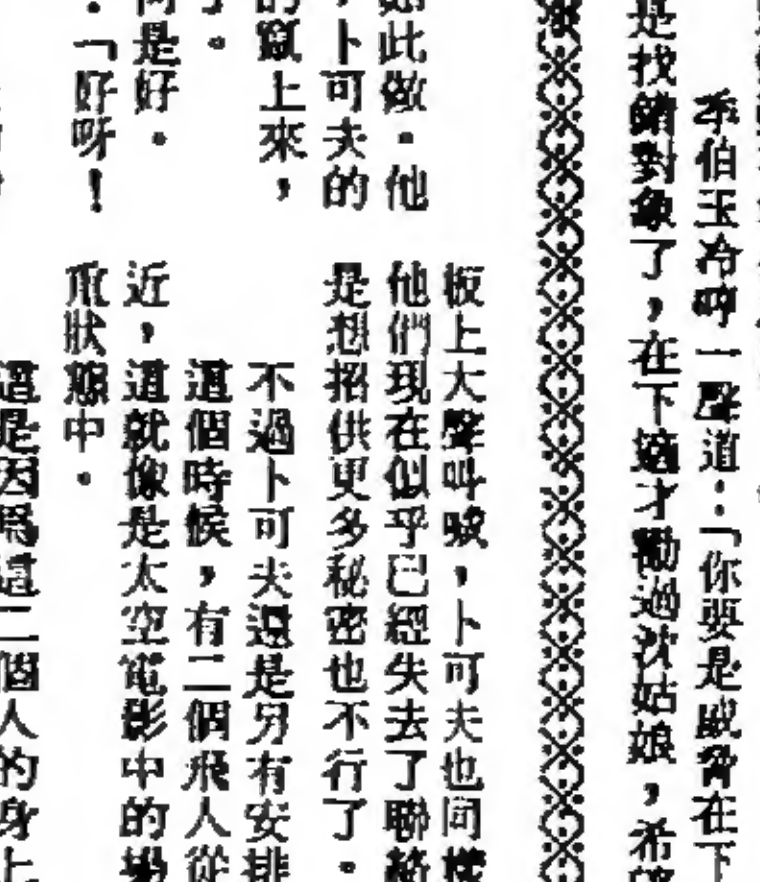 季伯玉冷哼一聲道：「你要是威脅在下
是找錯對象了，在下適才勸過沈姑娘，希望
板上大聲叫喊，卜可夫也同樣
他們現在似乎已經失去了聯絡
是想招供更多秘密也不行了。
不過卜可夫還是另有安排
這個時候，有二個飛人從
近，這就像是太空電影中的
重狀態中。
這是因爲這二個人的身上
此做。他
，卜可夫的
的竄上來，
是好。
：「好呀！